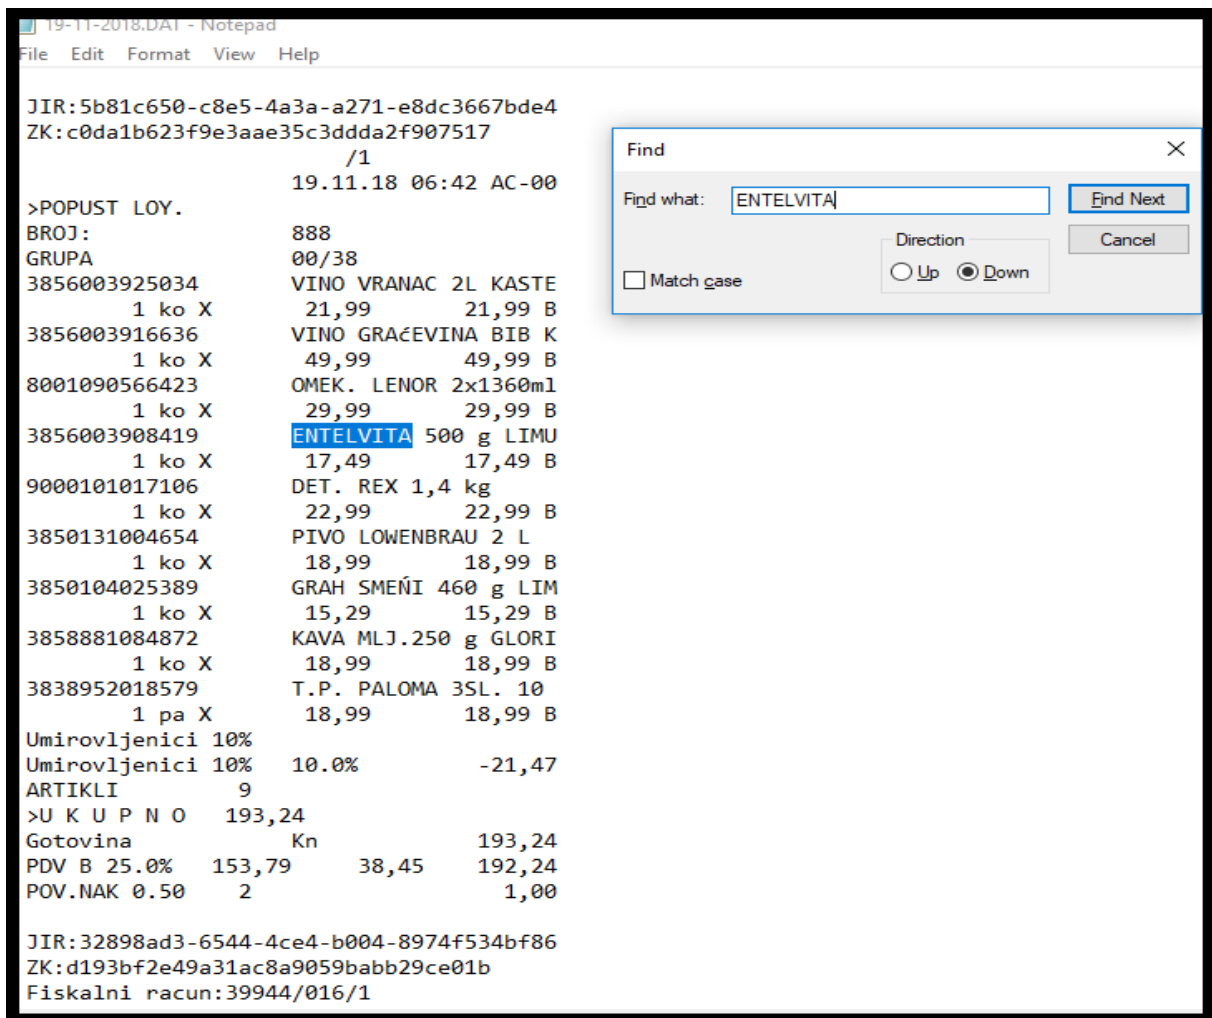 19-11-2018.DAT - Notepad
File Edit Format View Help
JIR:5b81c650-c8e5-4a3a-a271-e8dc3667bde4
ZK:c0da1b623f9e3aae35c3ddda2f907517
/1
19.11.18 06:42 AC-00
>POPUST LOY.
BROJ: 888
GRUPA 00/38
3856003925034 VINO VRANAC 2L KASTE
1 ko X 21,99 21,99 B
3856003916636 VINO GRAćEVINA BIB K
1 ko X 49,99 49,99 B
8001090566423 OMEK. LENOR 2x1360ml
1 ko X 29,99 29,99 B
3856003908419 ENTELVITA 500 g LIMU
1 ko X 17,49 17,49 B
9000101017106 DET. REX 1,4 kg
1 ko X 22,99 22,99 B
3850131004654 PIVO LOWENBRAU 2 L
1 ko X 18,99 18,99 B
3850104025389 GRAH SMEŃI 460 g LIM
1 ko X 15,29 15,29 B
3858881084872 KAVA MLJ.250 g GLORI
1 ko X 18,99 18,99 B
3838952018579 T.P. PALOMA 3SL. 10
1 pa X 18,99 18,99 B
Umirovljenici 10%
Umirovljenici 10% 10.0% -21,47
ARTIKLI 9
>U K U P N O 193,24
Gotovina Kn 193,24
PDV B 25.0% 153,79 38,45 192,24
POV.NAK 0.50 2 1,00
JIR:32898ad3-6544-4ce4-b004-8974f534bf86
ZK:d193bf2e49a31ac8a9059babb29ce01b
Fiskalni racun:39944/016/1
Find
Find what: ENTELVITA
Find Next
Direction
Cancel
Up Down
Match case